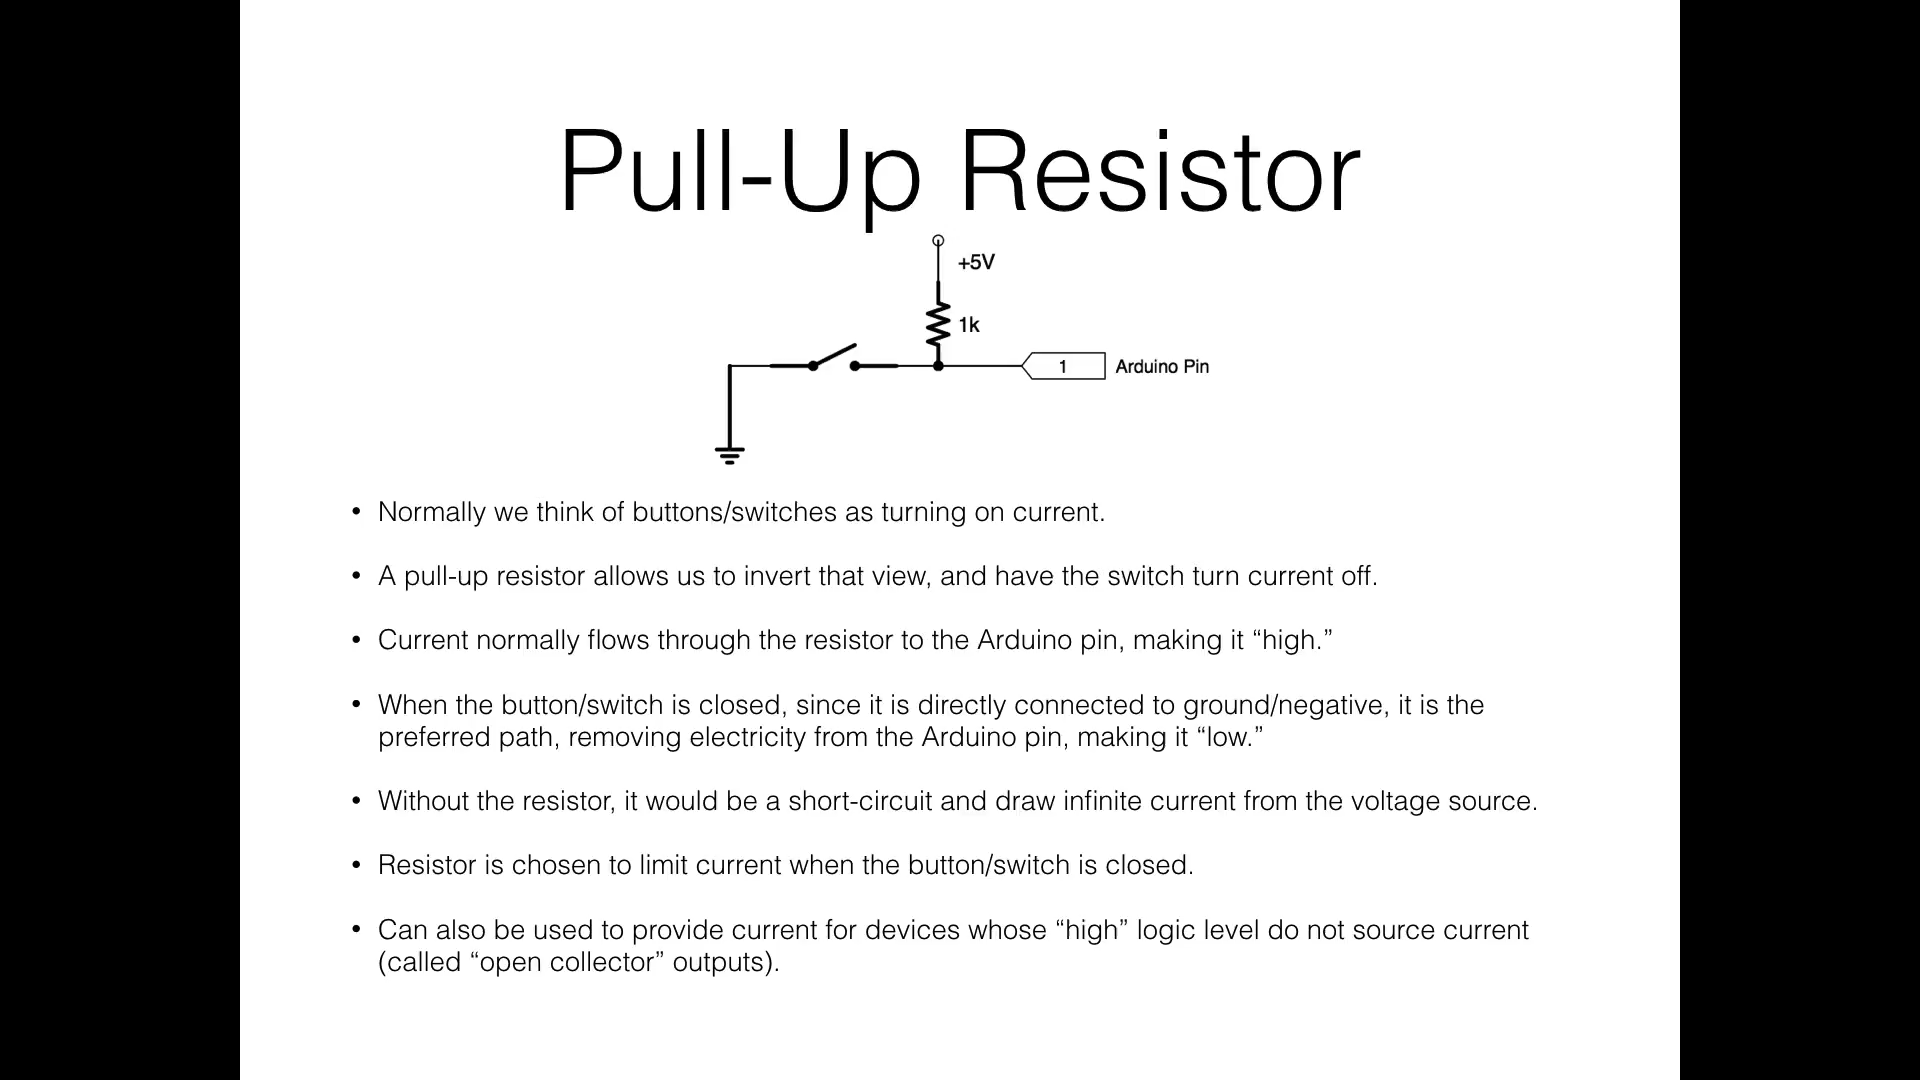 Pull-Up Resistor
+5V
1k
1 Arduino Pin
• Normally we think of buttons/switches as turning on current.
• A pull-up resistor allows us to invert that view, and have the switch turn current off.
• Current normally flows through the resistor to the Arduino pin, making it “high.”
• When the button/switch is closed, since it is directly connected to ground/negative, it is the
preferred path, removing electricity from the Arduino pin, making it “low.”
• Without the resistor, it would be a short-circuit and draw infinite current from the voltage source.
• Resistor is chosen to limit current when the button/switch is closed.
• Can also be used to provide current for devices whose “high” logic level do not source current
(called “open collector” outputs).